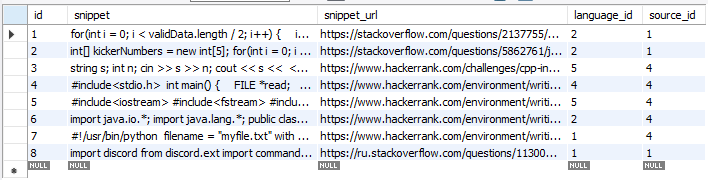 id snippet snippet_url language_id source_id
1 for(int i = 0; i < validData.length / 2; i++) { i... https://stackoverflow.com/questions/2137755/... 2 1
2 int[] kickerNumbers = new int[5]; for(int i = 0; i ... https://stackoverflow.com/questions/5862761/j... 2 1
3 string s; int n; cin >> s >> n; cout << s << < ... https://www.hackerrank.com/challenges/cpp-in... 5 4
4 #include<stdio.h> int main() { FILE *read; ... https://www.hackerrank.com/environment/writi... 4 4
5 #include<iostream> #include<fstream> #inclu... https://www.hackerrank.com/environment/writi... 5 4
6 import java.io.*; import java.lang.*; public clas... https://www.hackerrank.com/environment/writi... 2 4
7 #!/usr/bin/python filename = "myfile.txt" with ... https://www.hackerrank.com/environment/writi... 1 4
8 import discord from discord.ext import comman... https://ru.stackoverflow.com/questions/11300... 1 1
NULL NULL NULL NULL NULL